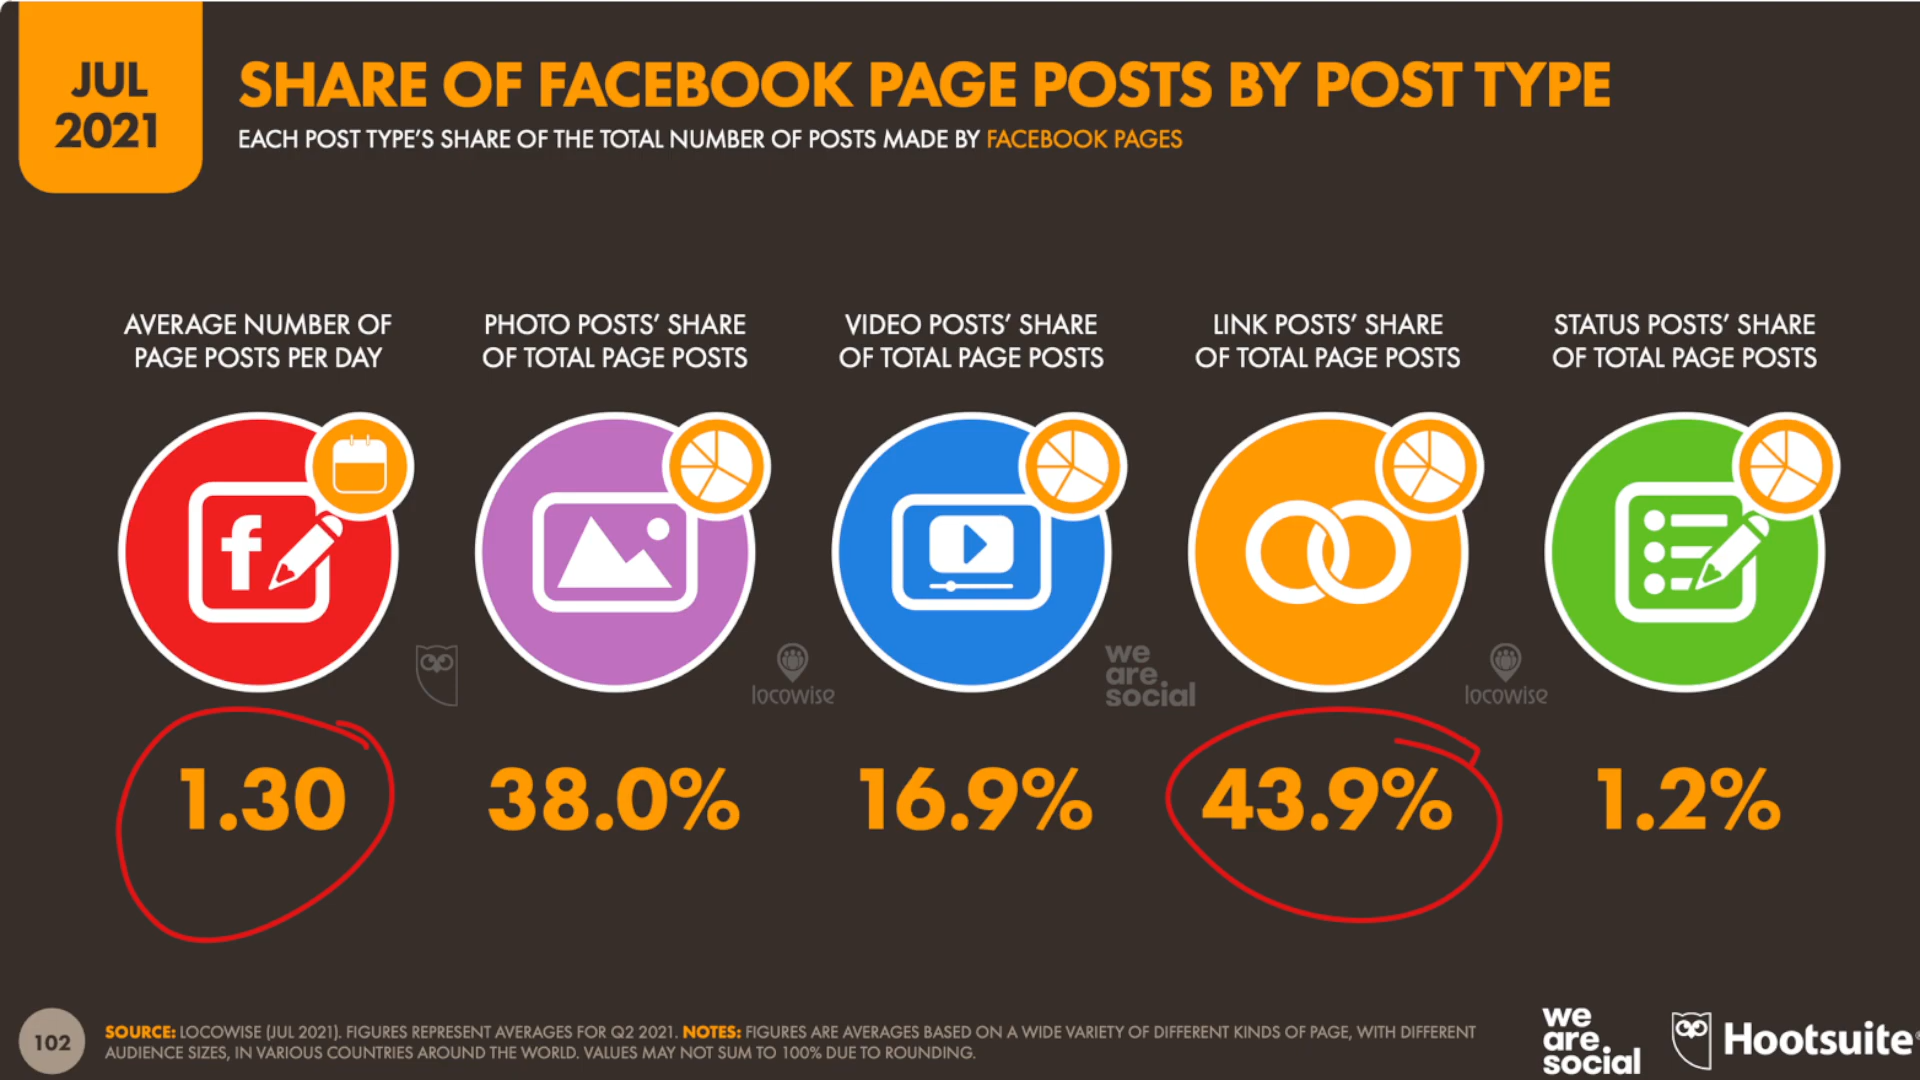 JUL
2021
SHARE OF FACEBOOK PAGE POSTS BY POST TYPE
EACH POST TYPE'S SHARE OF THE TOTAL NUMBER OF POSTS MADE BY FACEBOOK PAGES
AVERAGE NUMBER OF
PAGE POSTS PER DAY
1.30
PHOTO POSTS' SHARE
OF TOTAL PAGE POSTS
38.0%
VIDEO POSTS' SHARE
OF TOTAL PAGE POSTS
16.9%
LINK POSTS' SHARE
OF TOTAL PAGE POSTS
43.9%
STATUS POSTS' SHARE
OF TOTAL PAGE POSTS
1.2%
f
locowise
we
are.
social
locowise
102
SOURCE: LOCOWISE (JUL 2021). FIGURES REPRESENT AVERAGES FOR Q2 2021. NOTES: FIGURES ARE AVERAGES BASED ON A WIDE VARIETY OF DIFFERENT KINDS OF PAGE, WITH DIFFERENT
AUDIENCE SIZES, IN VARIOUS COUNTRIES AROUND THE WORLD. VALUES MAY NOT SUM TO 100% DUE TO ROUNDING.
we
are.
social
Hootsuite